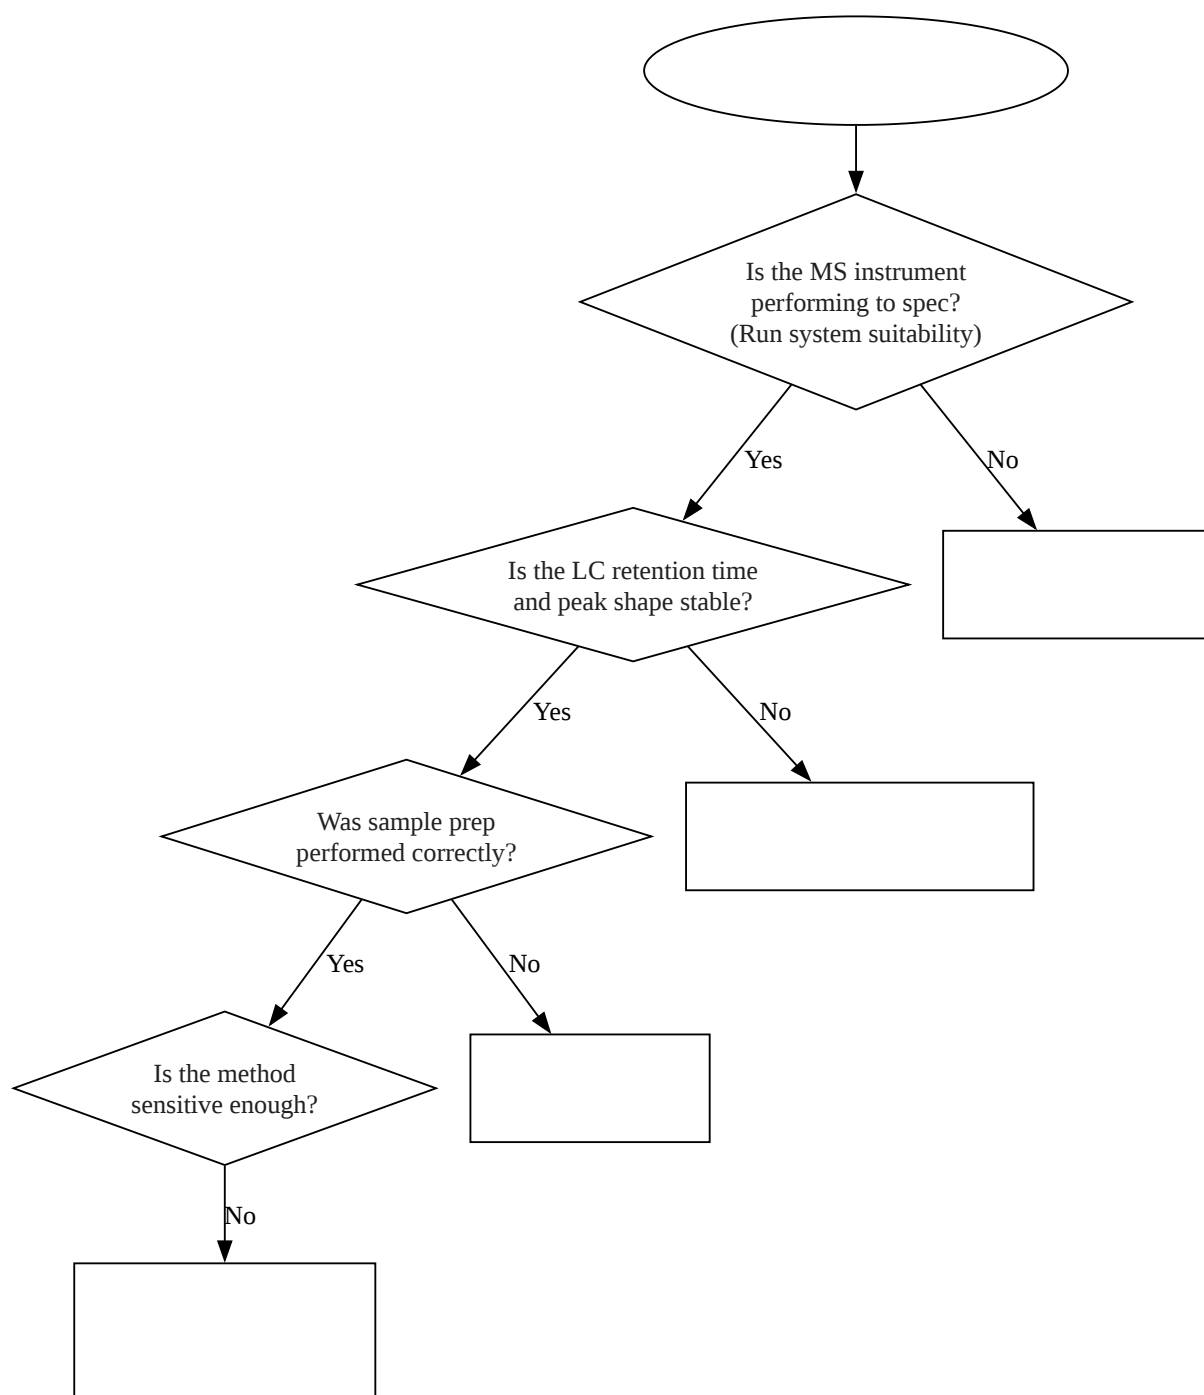 Is the MS instrument
performing to spec?
(Run system suitability)
Yes
No
Is the LC retention time
and peak shape stable?
Yes
No
Was sample prep
performed correctly?
Yes
No
Is the method
sensitive enough?
No